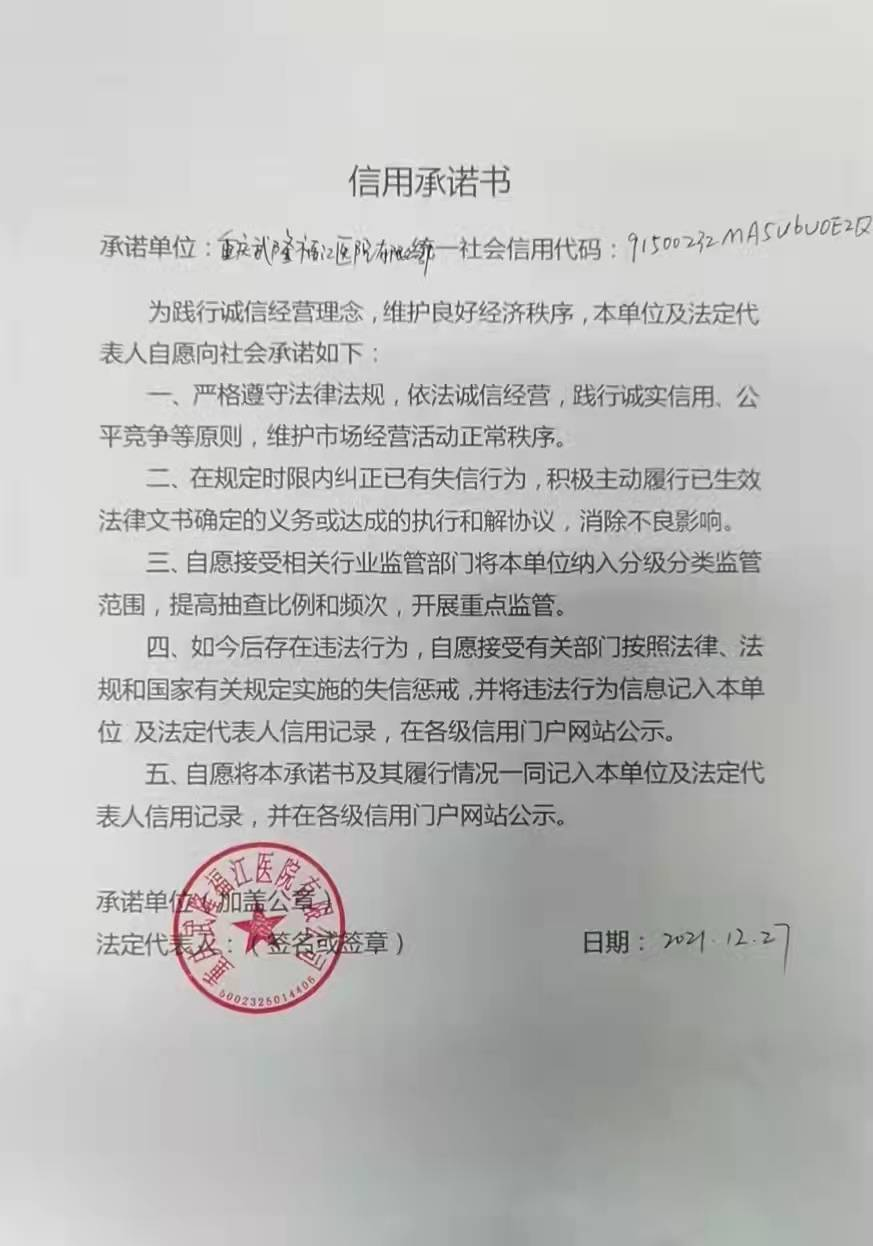 信用承诺书
承诺单位：重庆武隆福江医院有限公司统一社会信用代码：91500232MA5U6U0E2Q
为践行诚信经营理念，维护良好经济秩序，本单位及法定代
表人自愿向社会承诺如下：
一、严格遵守法律法规，依法诚信经营，践行诚实信用、公
平竞争等原则，维护市场经营活动正常秩序。
二、在规定时限内纠正已有失信行为，积极主动履行已生效
法律文书确定的义务或达成的执行和解协议，消除不良影响。
三、自愿接受相关行业监管部门将本单位纳入分级分类监管
范围，提高抽查比例和频次，开展重点监管。
四、如今后存在违法行为，自愿接受有关部门按照法律、法
规和国家有关规定实施的失信惩戒，并将违法行为信息记入本单
位 及法定代表人信用记录，在各级信用门户网站公示。
五、自愿将本承诺书及其履行情况一同记入本单位及法定代
表人信用记录，并在各级信用门户网站公示。
承诺单位（加盖公章）
法定代表人：（签名或签章）
日期：2021.12.27
重庆武隆福江医院有限公司
5002325014406